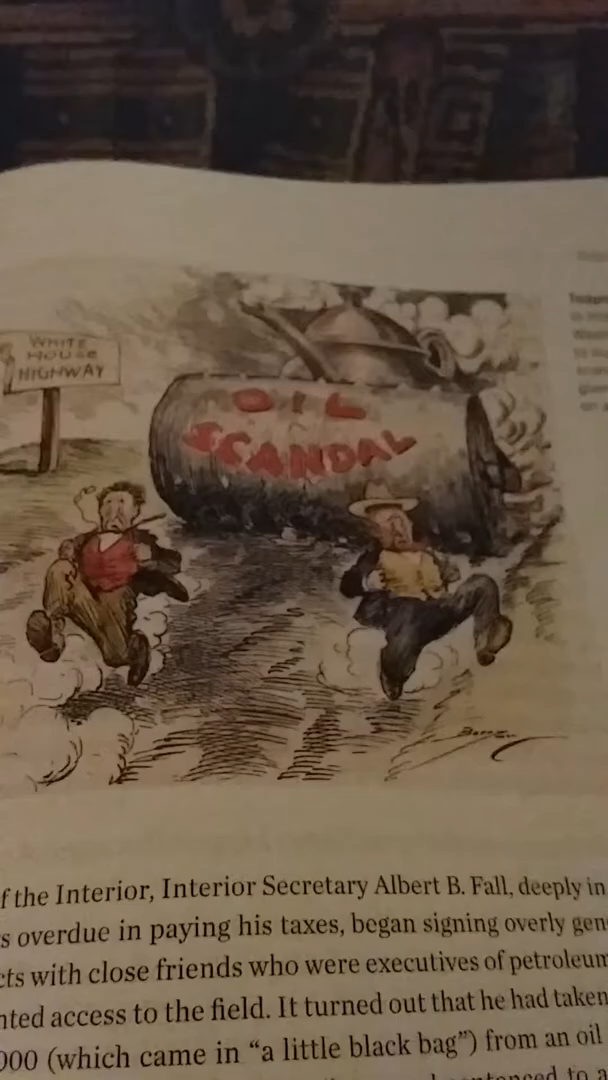 WHITE
HOUSE
HIGHWAY
OIL
SCANDAL
f the Interior, Interior Secretary Albert B. Fall, deeply in
s overdue in paying his taxes, began signing overly gen
cts with close friends who were executives of petroleum
nted access to the field. It turned out that he had taken
000 (which came in “a little black bag”) from an oil
to a